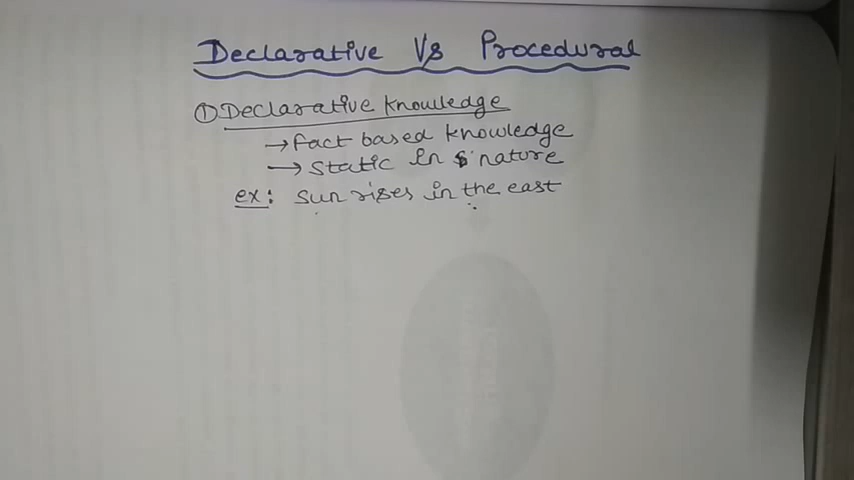 Declarative Vs Procedural
① Declarative knowledge
→ Fact based knowledge
→ Static in nature
ex: sun rises in the east